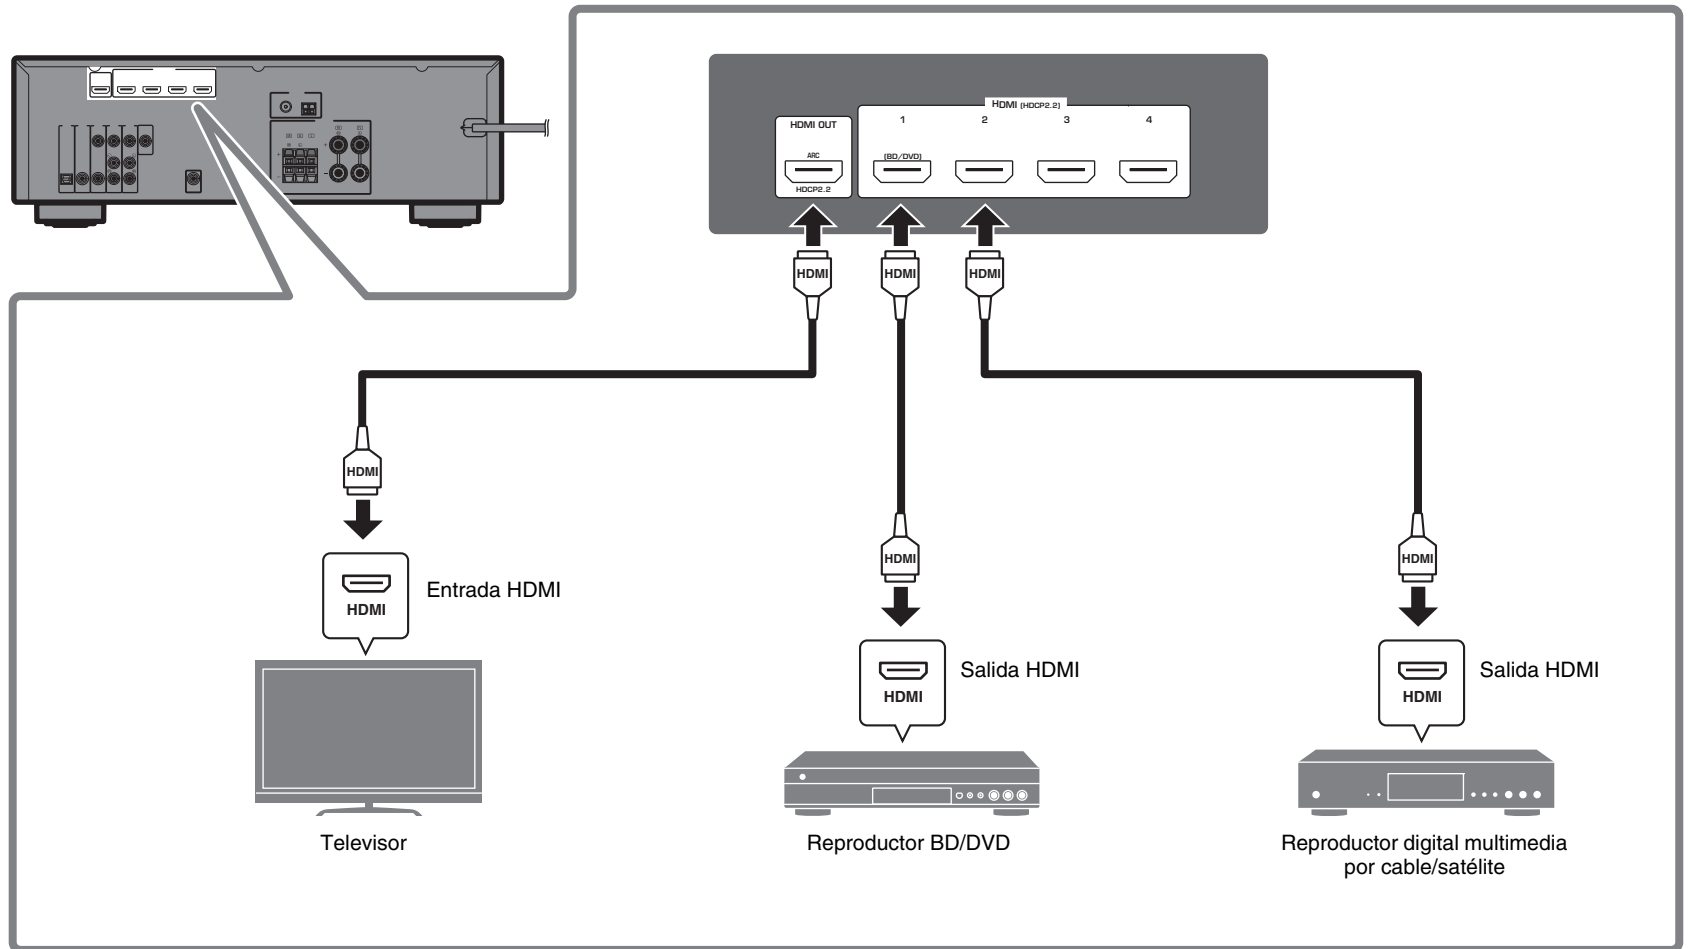 HDMI (HDCP2.2)
HDMI OUT
1
2
3
4
ARC
(BD/DVD)
HDCP2.2
HDMI
HDMI
HDMI
HDMI
HDMI
HDMI
HDMI
Entrada HDMI
HDMI
Salida HDMI
HDMI
Salida HDMI
Televisor
Reproductor BD/DVD
Reproductor digital multimedia
por cable/satélite